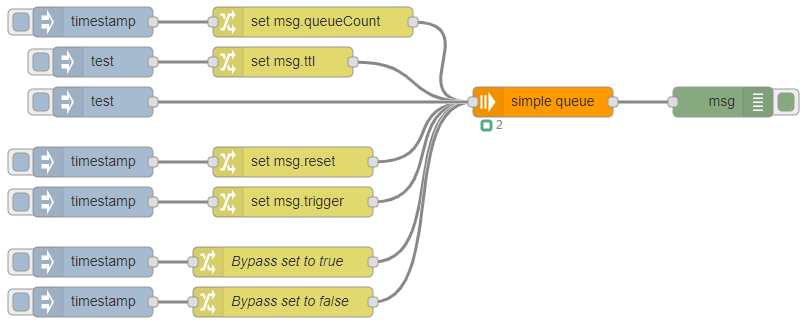 timestamp set msg.queueCount
test set msg.ttl
test simple queue msg
2
timestamp set msg.reset
timestamp set msg.trigger
timestamp Bypass set to true
timestamp Bypass set to false